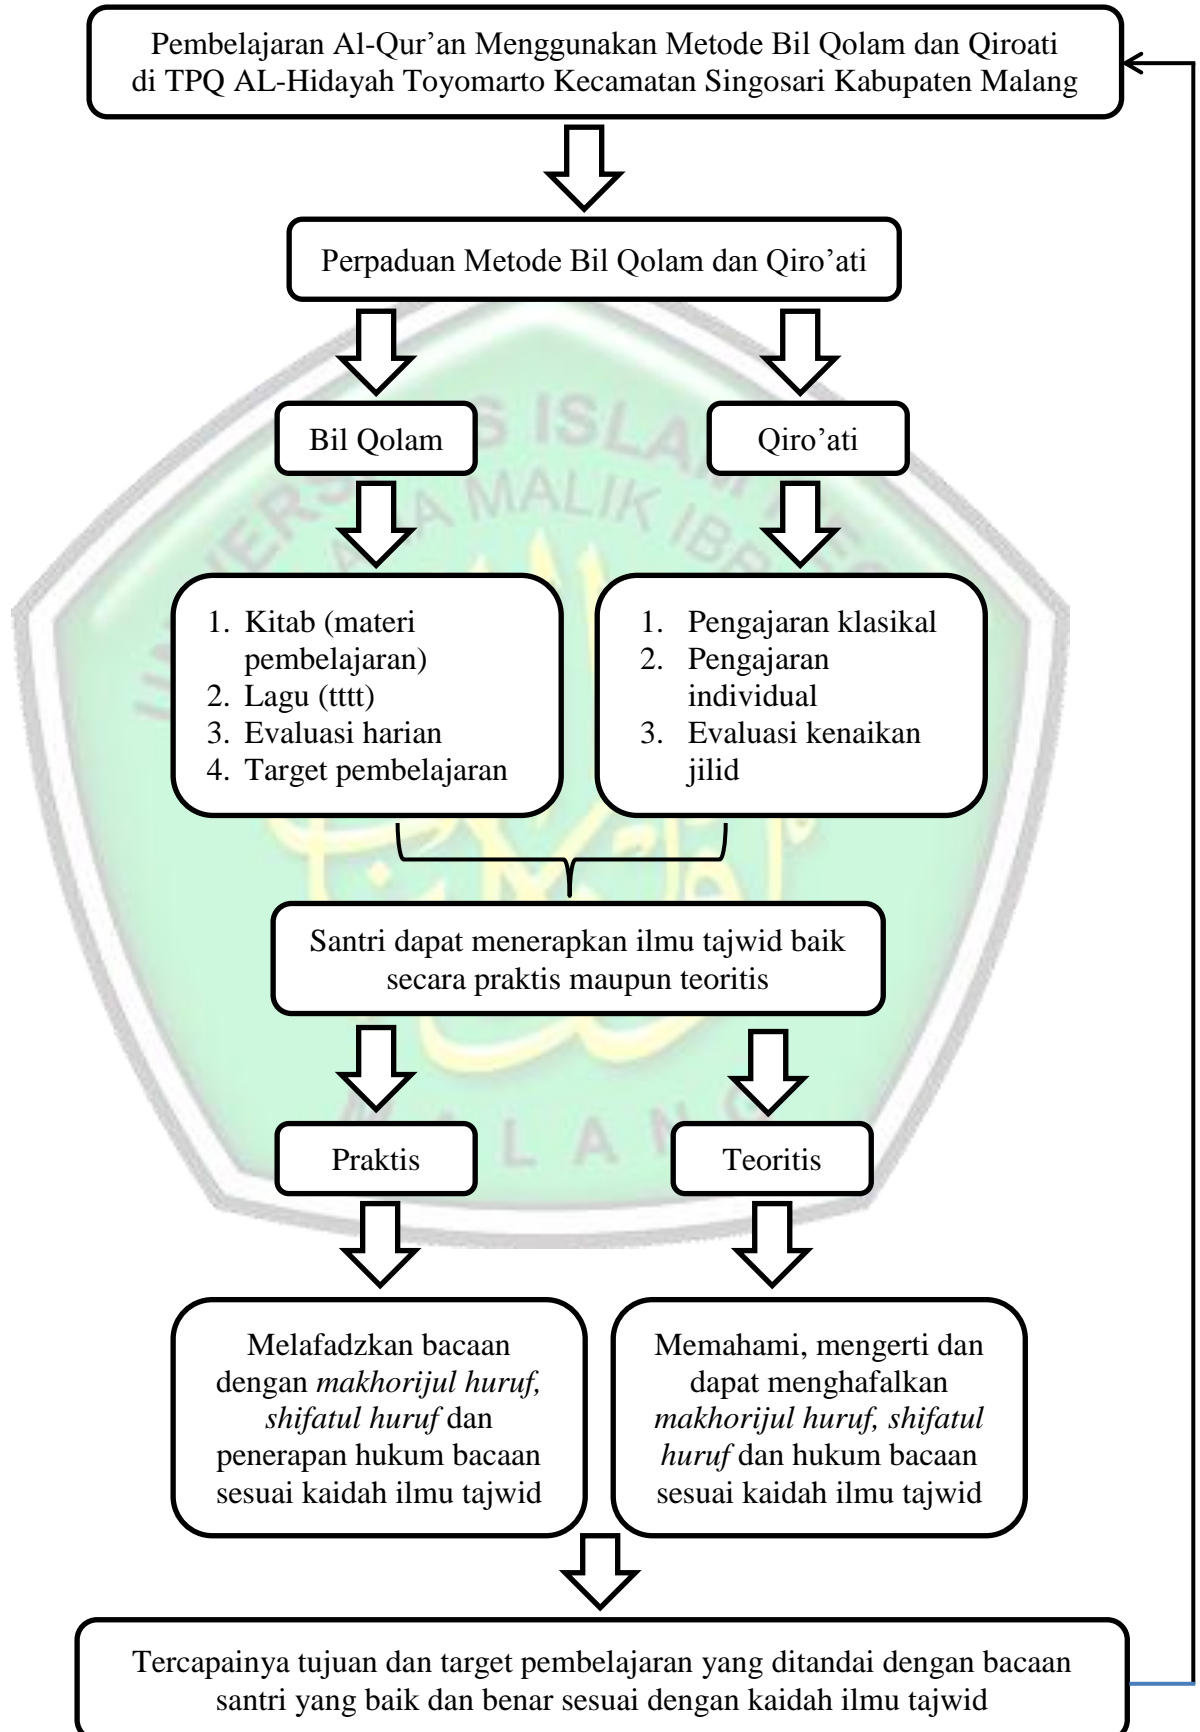 Pembelajaran Al-Qur’an Menggunakan Metode Bil Qolam dan Qiroati
di TPQ AL-Hidayah Toyomarto Kecamatan Singosari Kabupaten Malang
Perpaduan Metode Bil Qolam dan Qiro’ati
Bil Qolam
Qiro’ati
1. Kitab (materi
pembelajaran)
2. Lagu (tttt)
3. Evaluasi harian
4. Target pembelajaran
1. Pengajaran klasikal
2. Pengajaran
individual
3. Evaluasi kenaikan
jilid
Santri dapat menerapkan ilmu tajwid baik
secara praktis maupun teoritis
Praktis
Teoritis
Melafadzkan bacaan
dengan makhorijul huruf,
shifatul huruf dan
penerapan hukum bacaan
sesuai kaidah ilmu tajwid
Memahami, mengerti dan
dapat menghafalkan
makhorijul huruf, shifatul
huruf dan hukum bacaan
sesuai kaidah ilmu tajwid
Tercapainya tujuan dan target pembelajaran yang ditandai dengan bacaan
santri yang baik dan benar sesuai dengan kaidah ilmu tajwid
MALIK
MALANG